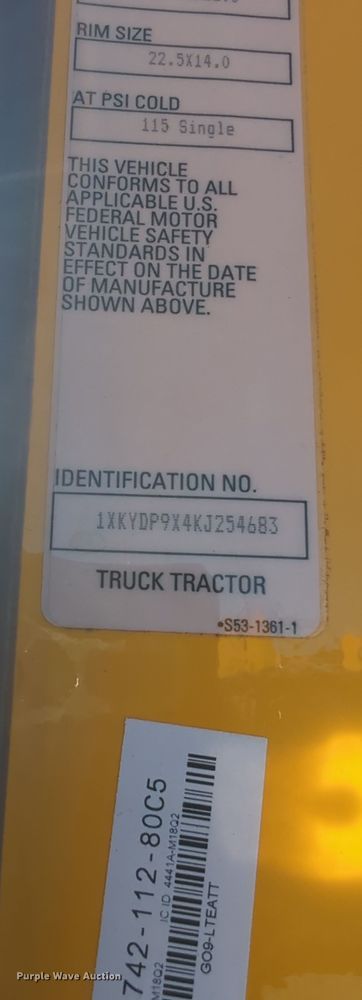 RIM SIZE
22.5X14.0
AT PSI COLD
115 Single
THIS VEHICLE
CONFORMS TO ALL
APPLICABLE U.S.
FEDERAL MOTOR
VEHICLE SAFETY
STANDARDS IN
EFFECT ON THE DATE
OF MANUFACTURE
SHOWN ABOVE.
IDENTIFICATION NO.
1XKYDP9X4KJ254683
TRUCK TRACTOR
•S53-1361-1
742-112-80C5
IC ID 4441A-M18Q2
M18Q2
GO9-LTEATT
Purple Wave Auction